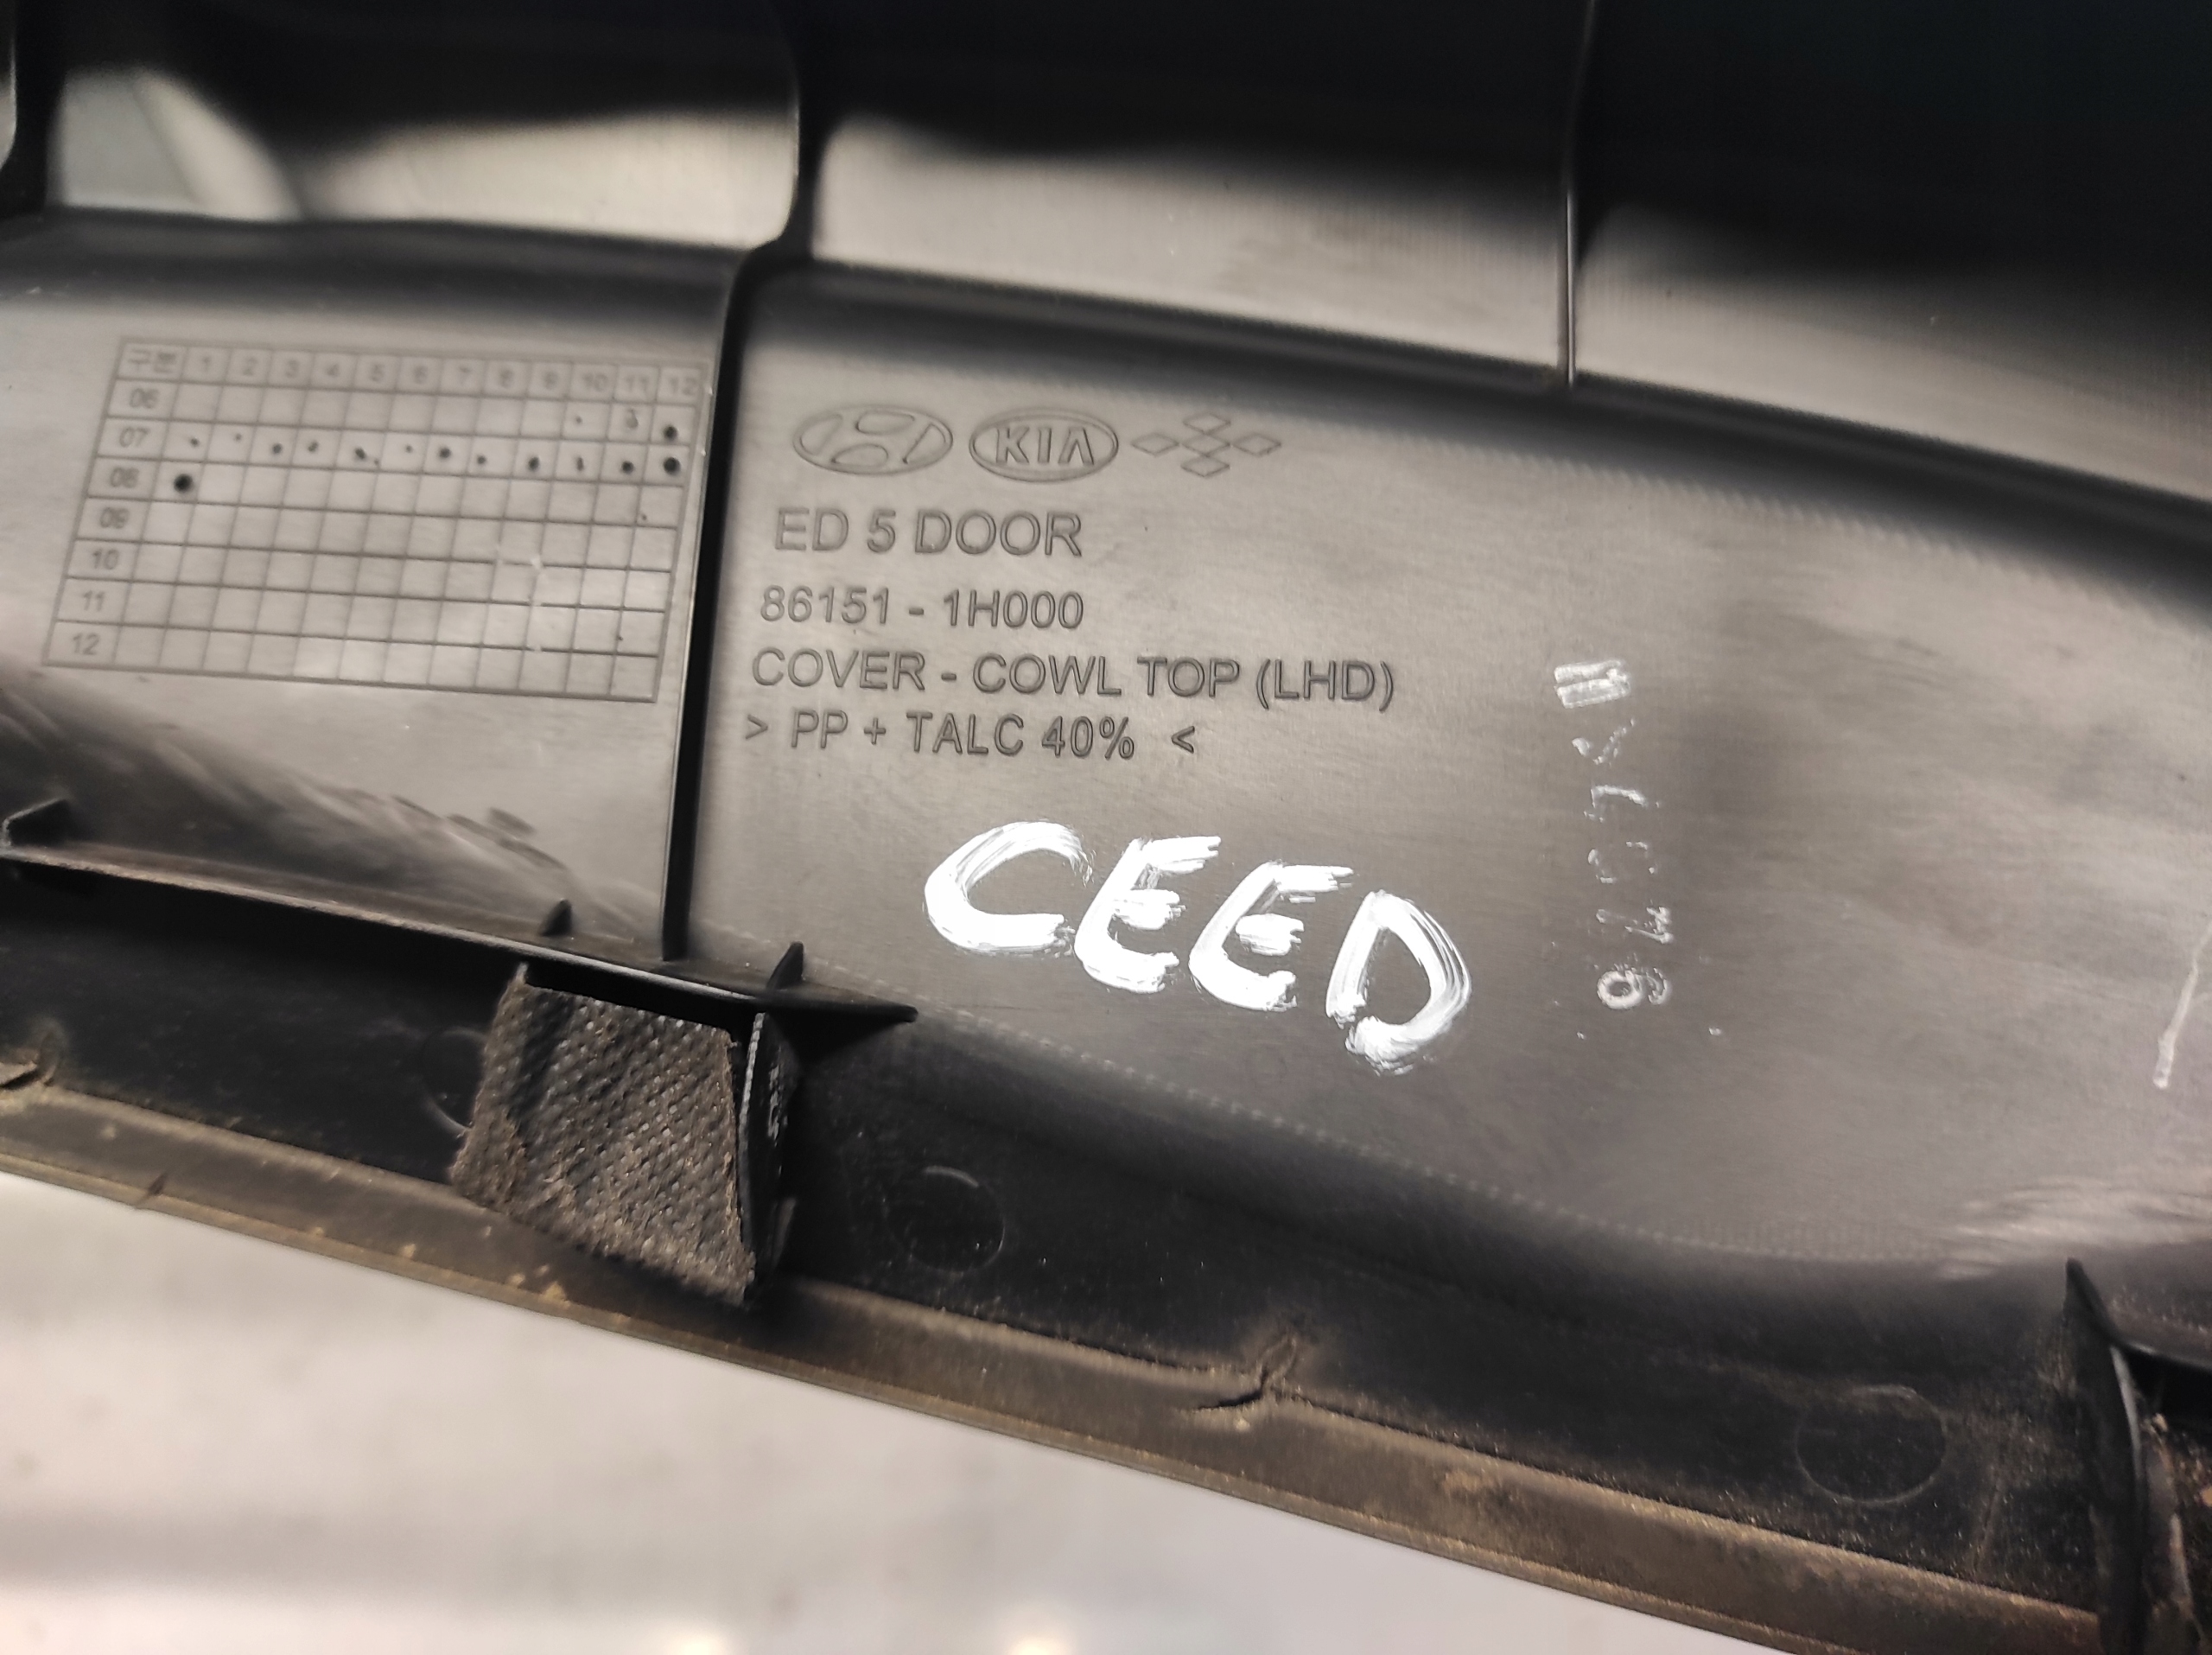 구분 1 2 3 4 5 6 7 8 9 10 11 12
06
07
08
09
10
11
12
KIA
ED 5 DOOR
86151 - 1H000
COVER - COWL TOP (LHD)
> PP + TALC 40% <
CEED